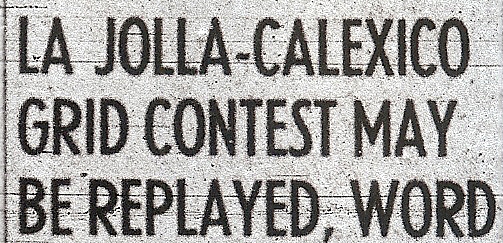 LA JOLLA-CALEXICO
GRID CONTEST MAY
BE REPLAYED, WORD